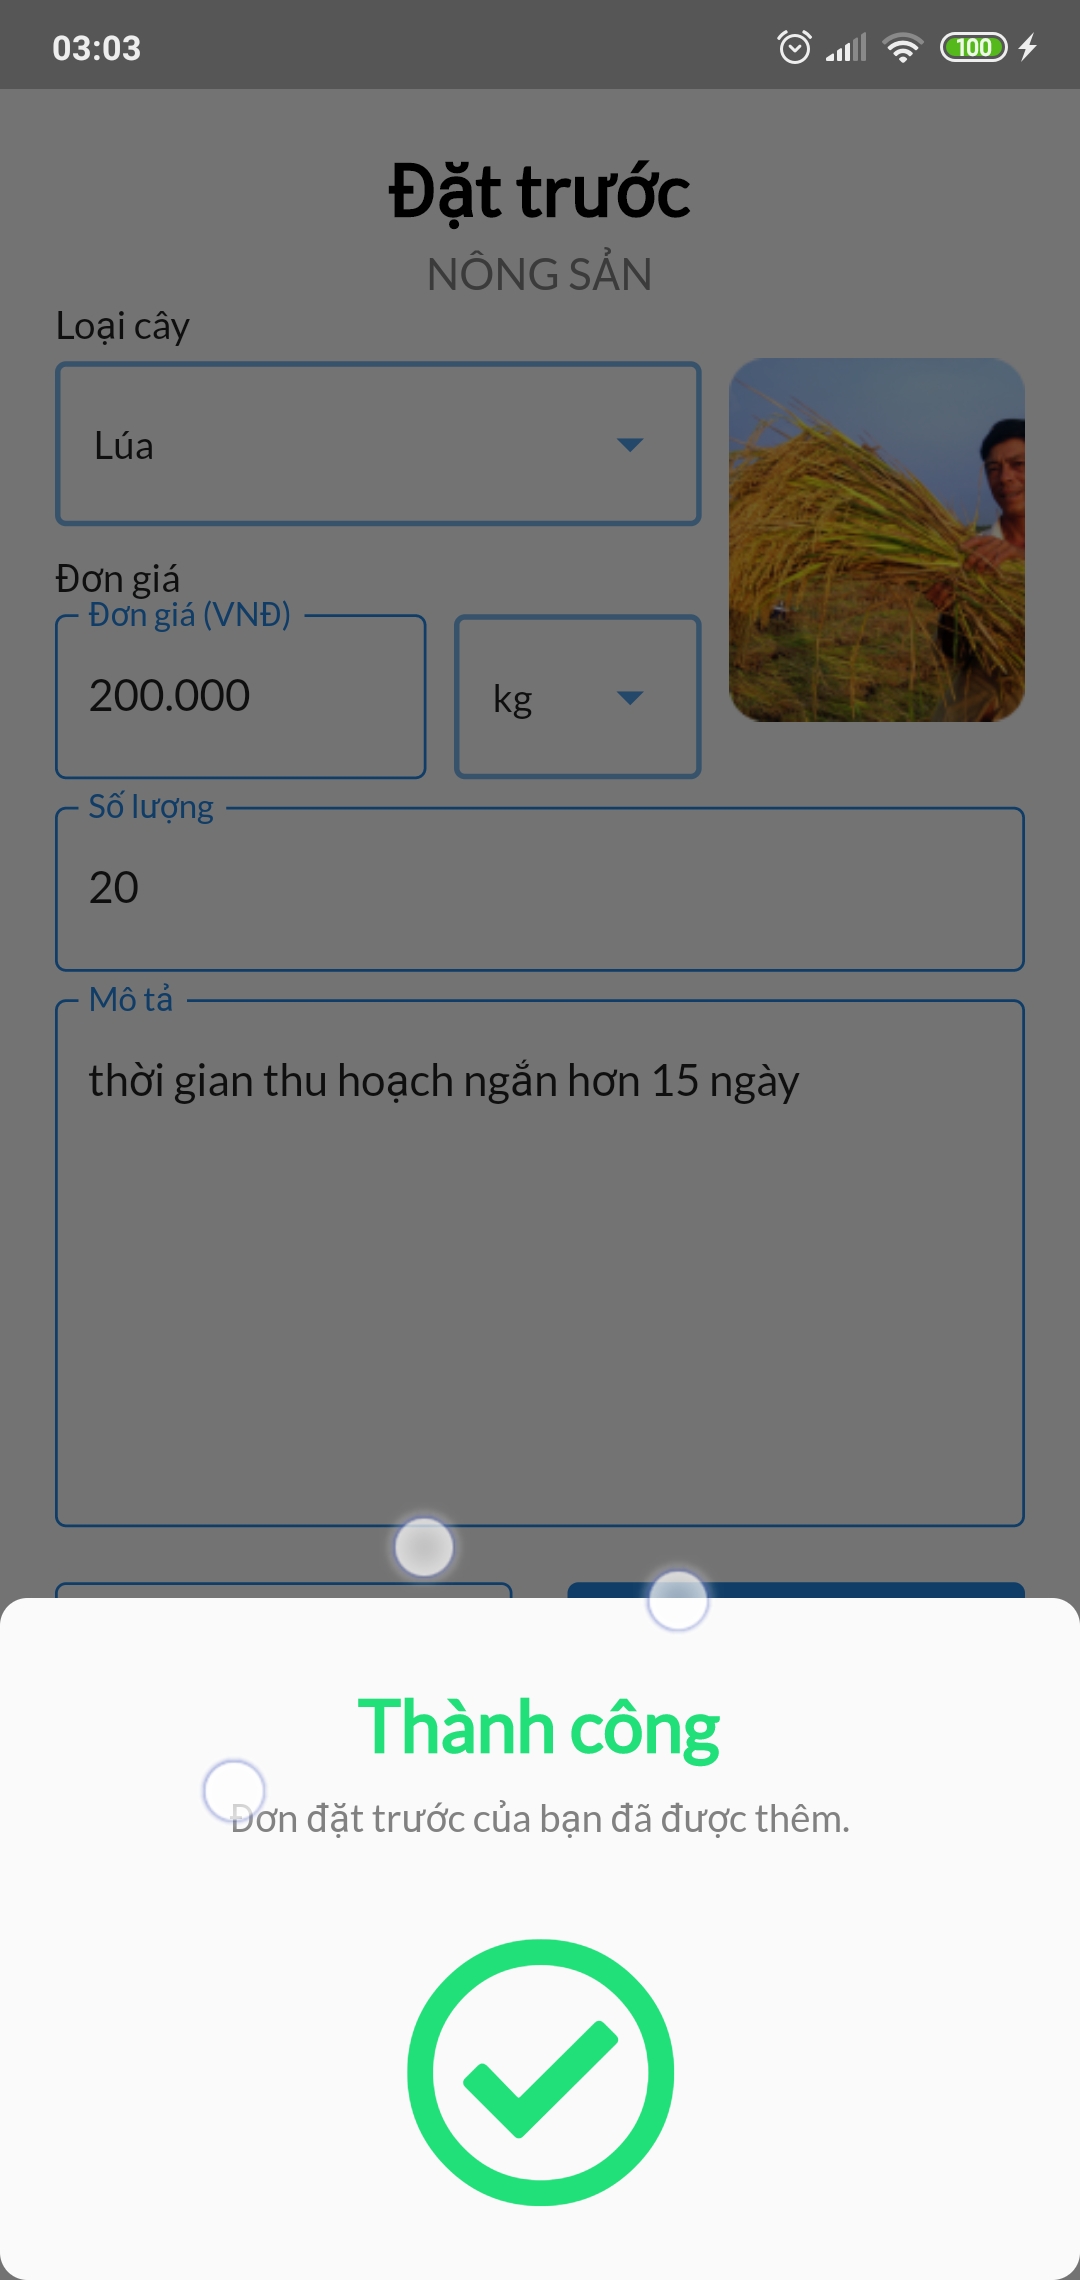 03:03
100
Đặt trước
NÔNG SẢN
Loại cây
Lúa
Đơn giá
Đơn giá (VNĐ)
200.000
kg
Số lượng
20
Mô tả
thời gian thu hoạch ngắn hơn 15 ngày
Thành công
Đơn đặt trước của bạn đã được thêm.